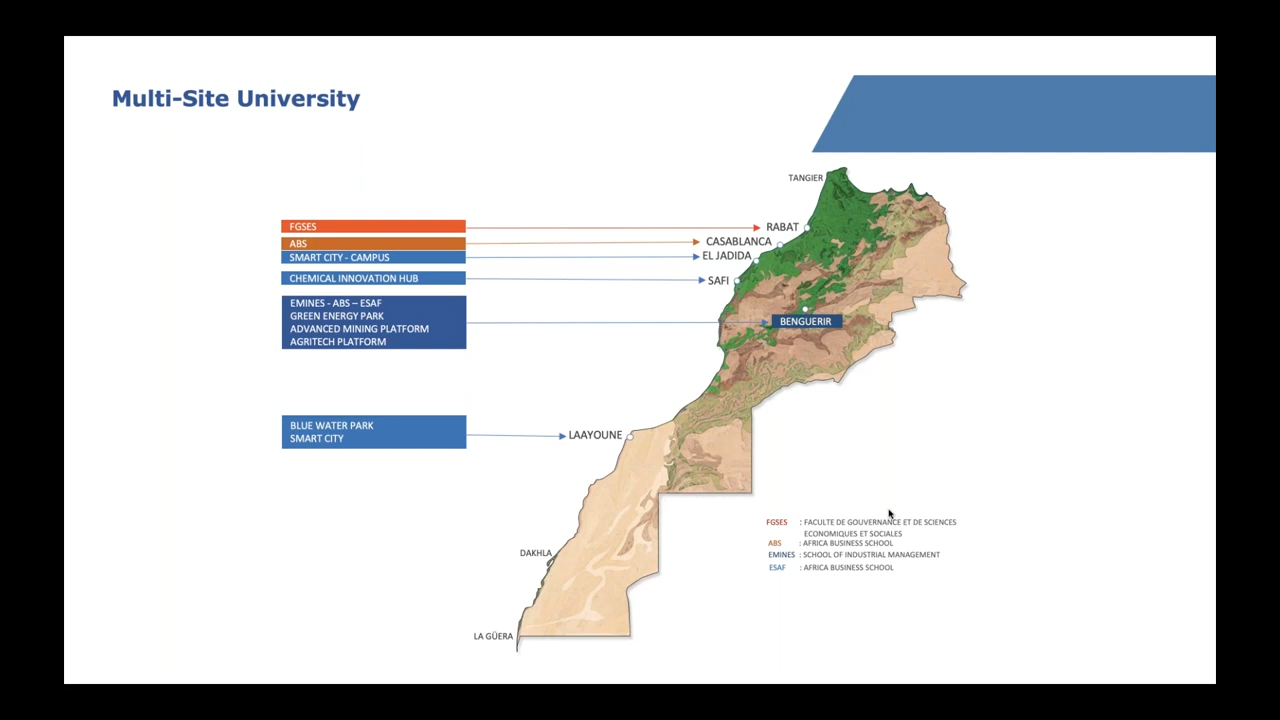 Multi-Site University
TANGIER
FGSES
RABAT
ABS
CASABLANCA
SMART CITY - CAMPUS
EL JADIDA
CHEMICAL INNOVATION HUB
SAFI
EMINES - ABS – ESAF
GREEN ENERGY PARK
ADVANCED MINING PLATFORM
AGRITECH PLATFORM
BENGUERIR
BLUE WATER PARK
SMART CITY
LAAYOUNE
DAKHLA
LA GÜERA
FGSES : FACULTE DE GOUVERNANCE ET DE SCIENCES
ECONOMIQUES ET SOCIALES
ABS : AFRICA BUSINESS SCHOOL
EMINES : SCHOOL OF INDUSTRIAL MANAGEMENT
ESAF : AFRICA BUSINESS SCHOOL